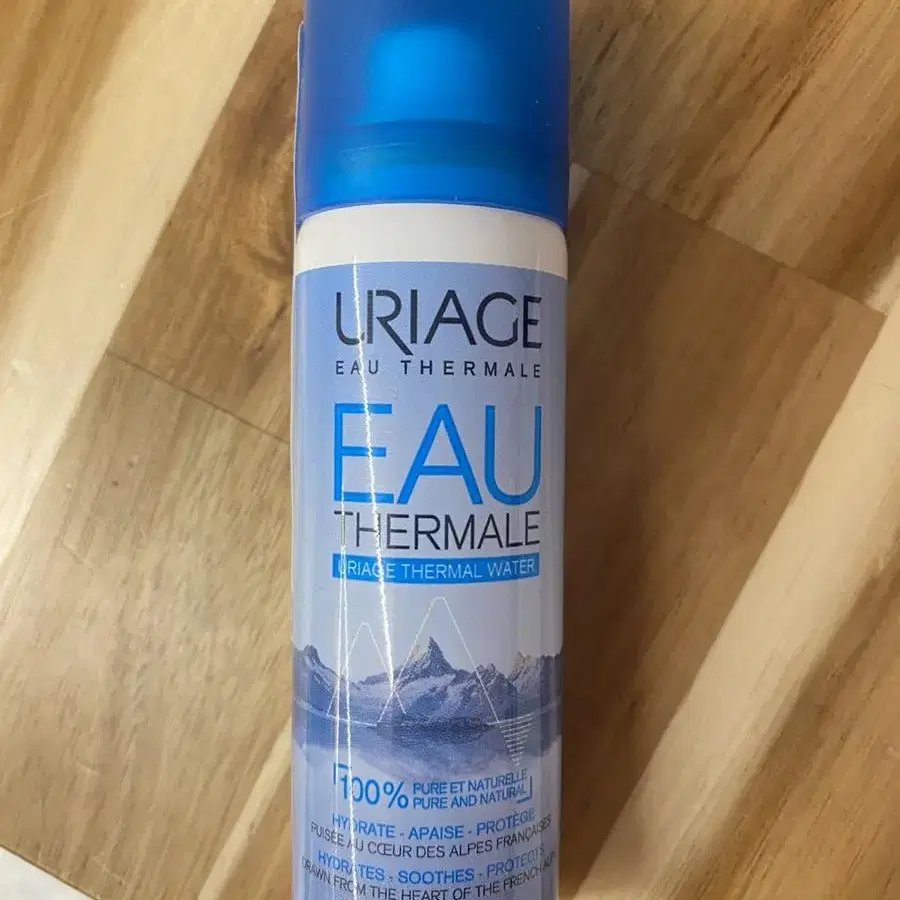 URIAGE
EAU THERMALE
EAU
THERMALE
URIAGE THERMAL WATER
100% PURE ET NATURELLE
PURE AND NATURAL
HYDRATE - APAISE - PROTÈGE
PUISÉE AU CŒUR DES ALPES FRANÇAISES
HYDRATES - SOOTHES - PROTECTS
DRAWN FROM THE HEART OF THE FRENCH